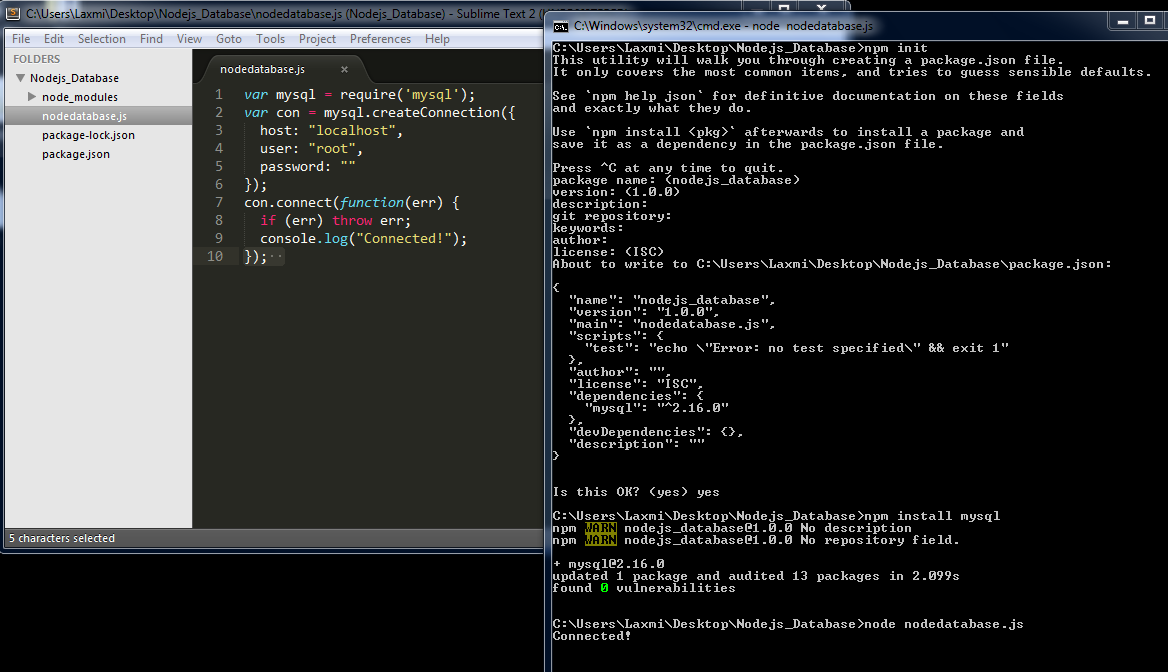 C:\Users\Laxmi\Desktop\Nodejs_Database\nodedatabase.js (Nodejs_Database) - Sublime Text 2
File Edit Selection Find View Goto Tools Project Preferences Help
FOLDERS
Nodejs_Database
node_modules
nodedatabase.js
package-lock.json
package.json
nodedatabase.js
1 var mysql = require('mysql');
2 var con = mysql.createConnection({
3 host: "localhost",
4 user: "root",
5 password: ""
6 });
7 con.connect(function(err) {
8 if (err) throw err;
9 console.log("Connected!");
10 });
5 characters selected
C:\Windows\system32\cmd.exe - node nodedatabase.js
C:\Users\Laxmi\Desktop\Nodejs_Database>npm init
This utility will walk you through creating a package.json file.
It only covers the most common items, and tries to guess sensible defaults.
See `npm help json` for definitive documentation on these fields
and exactly what they do.
Use `npm install <pkg>` afterwards to install a package and
save it as a dependency in the package.json file.
Press ^C at any time to quit.
package name: (nodejs_database)
version: (1.0.0)
description:
git repository:
keywords:
author:
license: (ISC)
About to write to C:\Users\Laxmi\Desktop\Nodejs_Database\package.json:
{
"name": "nodejs_database",
"version": "1.0.0",
"main": "nodedatabase.js",
"scripts": {
"test": "echo \"Error: no test specified\" && exit 1"
},
"author": "",
"license": "ISC",
"dependencies": {
"mysql": "^2.16.0"
},
"devDependencies": {},
"description": ""
}
Is this OK? (yes) yes
C:\Users\Laxmi\Desktop\Nodejs_Database>npm install mysql
npm WARN nodejs_database@1.0.0 No description
npm WARN nodejs_database@1.0.0 No repository field.
+ mysql@2.16.0
updated 1 package and audited 13 packages in 2.099s
found 0 vulnerabilities
C:\Users\Laxmi\Desktop\Nodejs_Database>node nodedatabase.js
Connected!